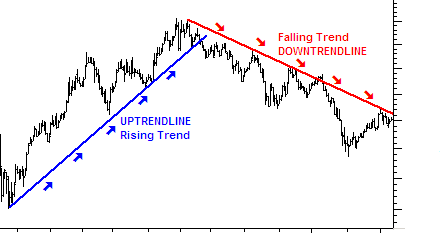 Falling Trend
DOWNTRENDLINE
UPTRENDLINE
Rising Trend